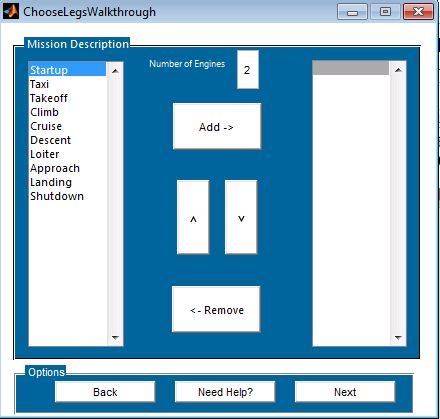 ChooseLegsWalkthrough
Mission Description
Number of Engines
2
Startup
Taxi
Takeoff
Climb
Cruise
Descent
Loiter
Approach
Landing
Shutdown
Add ->
^
v
<- Remove
Options
Back
Need Help?
Next